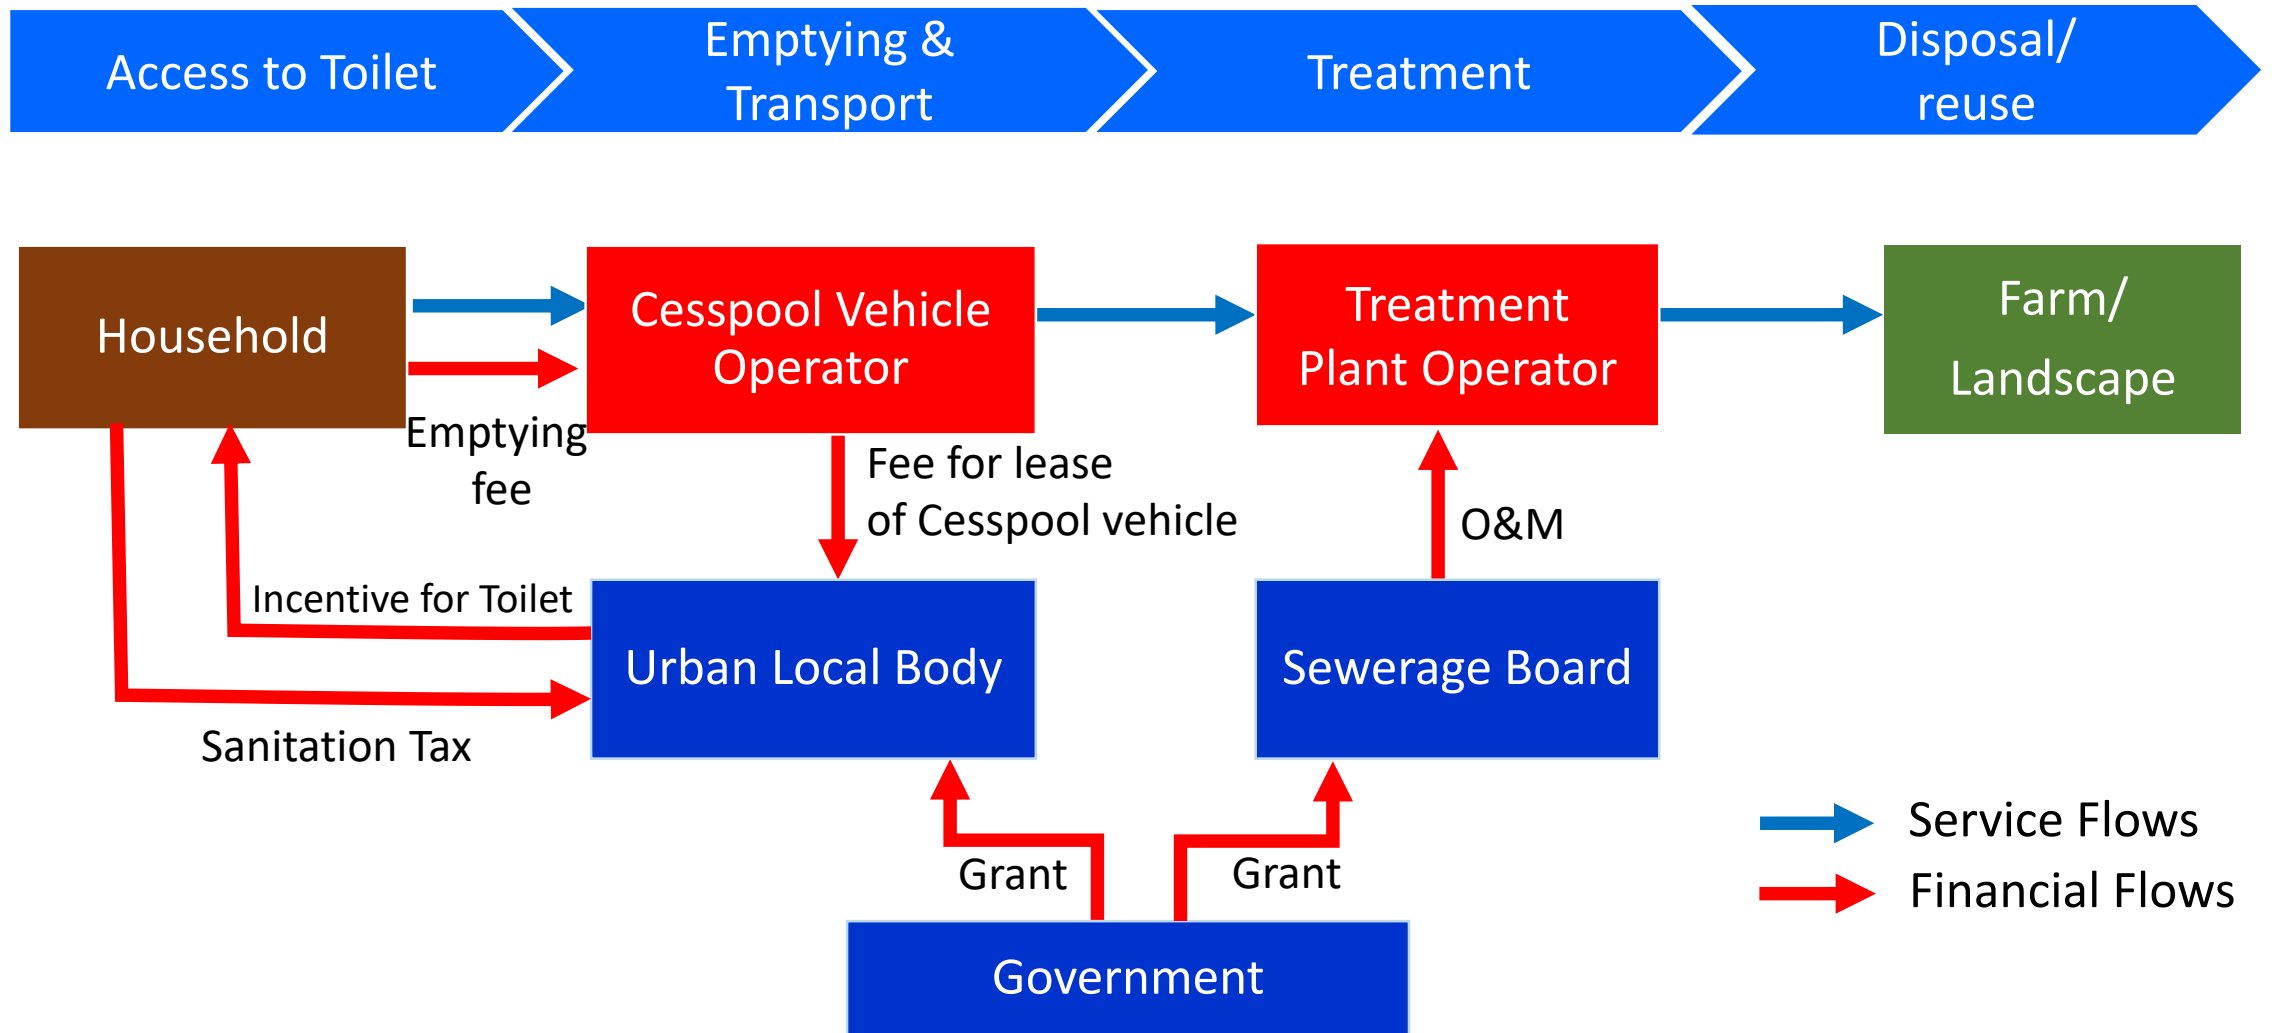 Access to Toilet
Emptying &
Transport
Treatment
Disposal/
reuse
Household
Cesspool Vehicle
Operator
Treatment
Plant Operator
Farm/
Landscape
Emptying
fee
Fee for lease
of Cesspool vehicle
O&M
Incentive for Toilet
Urban Local Body
Sewerage Board
Sanitation Tax
Grant
Grant
Service Flows
Financial Flows
Government